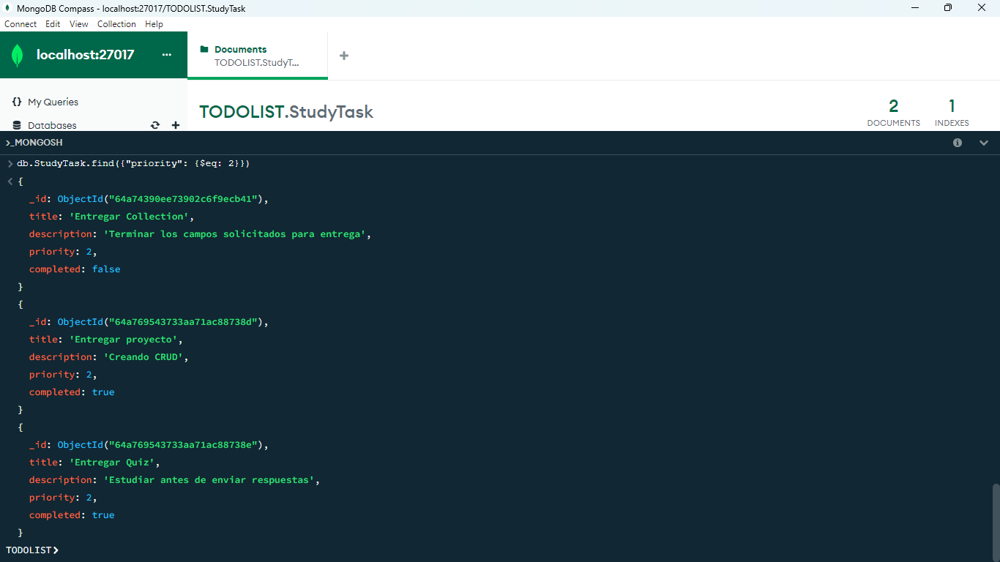 MongoDB Compass - localhost:27017/TODOLIST.StudyTask
Connect Edit View Collection Help
localhost:27017 ...
Documents
TODOLIST.StudyT...
{} My Queries
Databases
TODOLIST.StudyTask
2
DOCUMENTS
1
INDEXES
>_MONGOSH
> db.StudyTask.find({"priority": {$eq: 2}})
< {
_id: ObjectId("64a74390ee73902c6f9ecb41"),
title: 'Entregar Collection',
description: 'Terminar los campos solicitados para entrega',
priority: 2,
completed: false
}
{
_id: ObjectId("64a769543733aa71ac88738d"),
title: 'Entregar proyecto',
description: 'Creando CRUD',
priority: 2,
completed: true
}
{
_id: ObjectId("64a769543733aa71ac88738e"),
title: 'Entregar Quiz',
description: 'Estudiar antes de enviar respuestas',
priority: 2,
completed: true
}
TODOLIST>